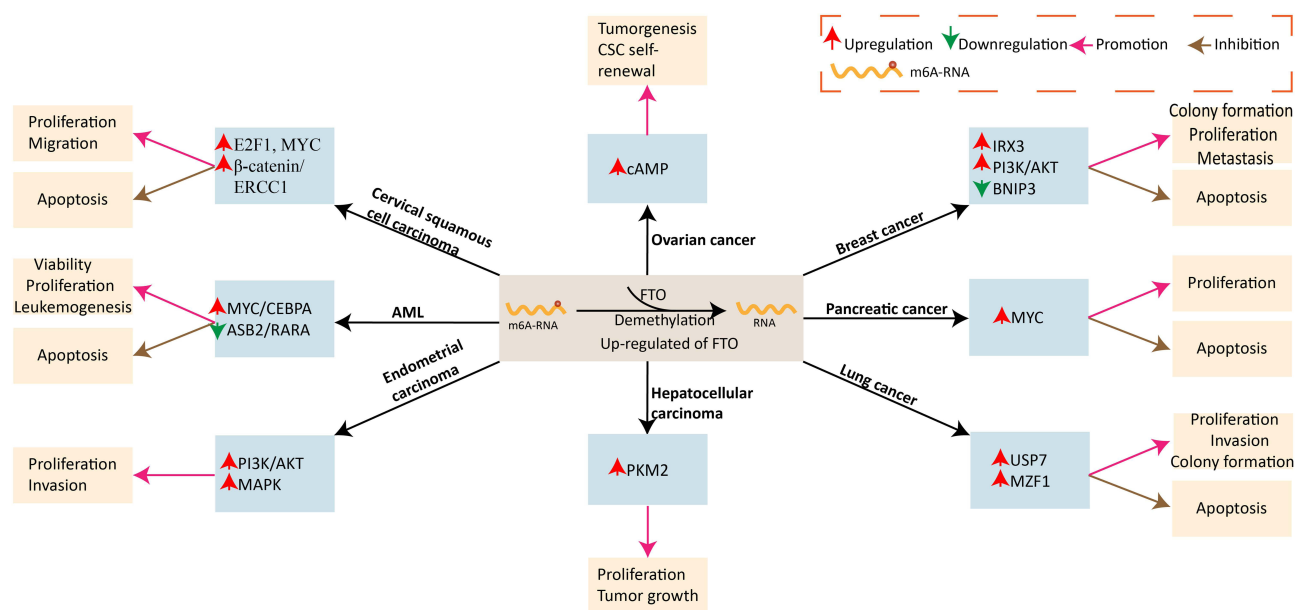 Tumorgenesis
CSC self-
renewal
Upregulation
Downregulation
Promotion
Inhibition
m6A-RNA
Proliferation
Migration
Apoptosis
E2F1, MYC
β-catenin/
ERCC1
cAMP
IRX3
PI3K/AKT
BNIP3
Colony formation
Proliferation
Metastasis
Apoptosis
Cervical squamous
cell carcinoma
Ovarian cancer
Breast cancer
Viability
Proliferation
Leukemogenesis
Apoptosis
MYC/CEBPA
ASB2/RARA
AML
m6A-RNA
FTO
Demethylation
RNA
Up-regulated of FTO
Pancreatic cancer
MYC
Proliferation
Apoptosis
Endometrial
carcinoma
Hepatocellular
carcinoma
Lung cancer
Proliferation
Invasion
PI3K/AKT
MAPK
PKM2
USP7
MZF1
Proliferation
Invasion
Colony formation
Apoptosis
Proliferation
Tumor growth